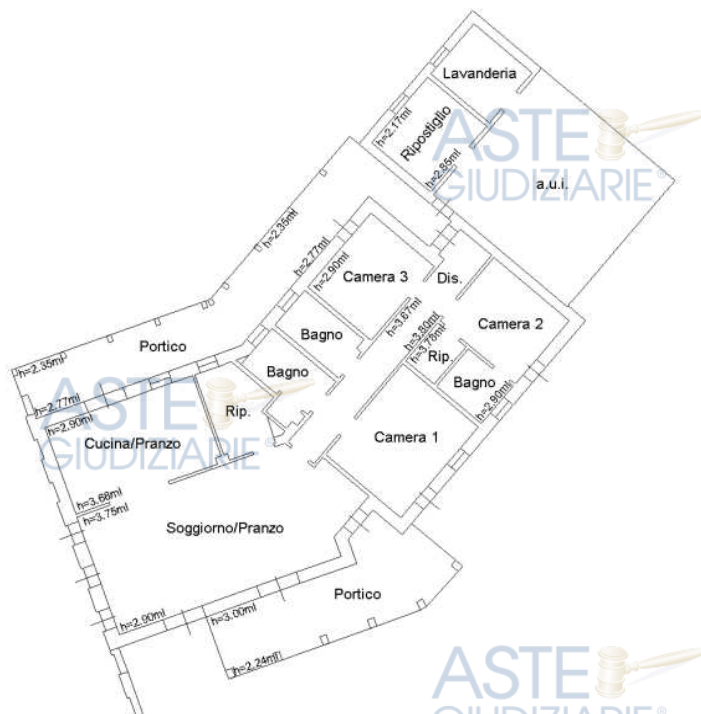 Lavanderia
h=2.17ml
Ripostiglio
ASTE
GIUDIZIARIE®
h=2.85ml
a.u.i.
h=2.35ml
h=2.77ml
h=2.90ml
Camera 3
Dis.
h=3.67ml
h=3.80ml
h=3.78ml
Camera 2
Bagno
Rip.
Portico
h=2.35ml
Bagno
Bagno
h=2.90ml
h=2.77ml
ASTE
GIUDIZIARIE®
h=2.90ml
Rip.
Cucina/Pranzo
Camera 1
h=3.66ml
h=3.75ml
Soggiorno/Pranzo
Portico
h=2.90ml
h=3.00ml
h=2.24ml
ASTE
GIUDIZIARIE®